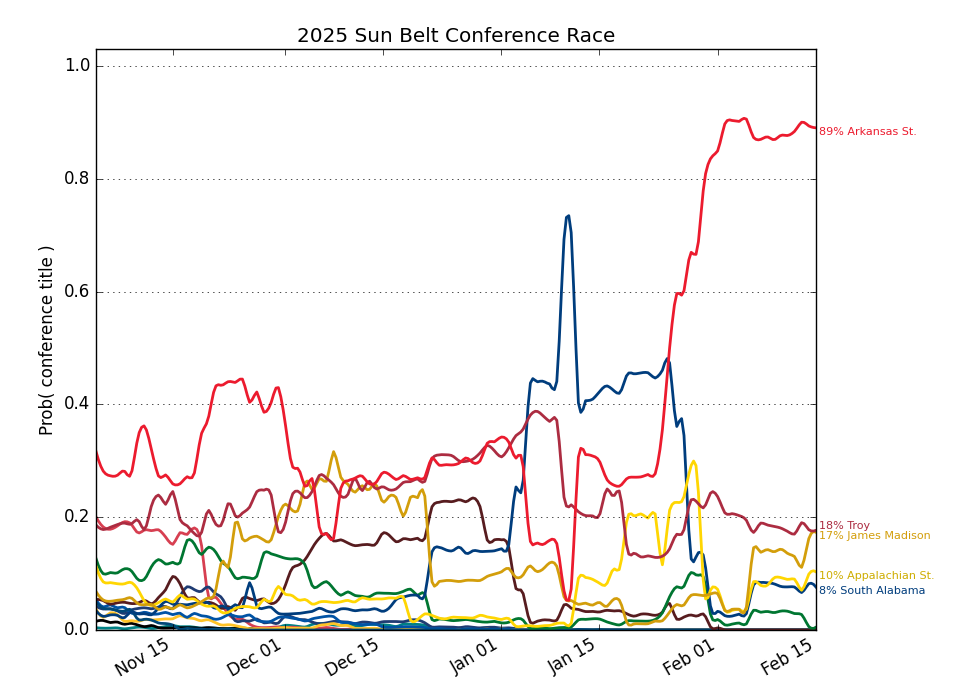 2025 Sun Belt Conference Race
Prob( conference title )
1.0
0.8
0.6
0.4
0.2
0.0
89% Arkansas St.
18% Troy
17% James Madison
10% Appalachian St.
8% South Alabama
Nov 15
Dec 01
Dec 15
Jan 01
Jan 15
Feb 01
Feb 15